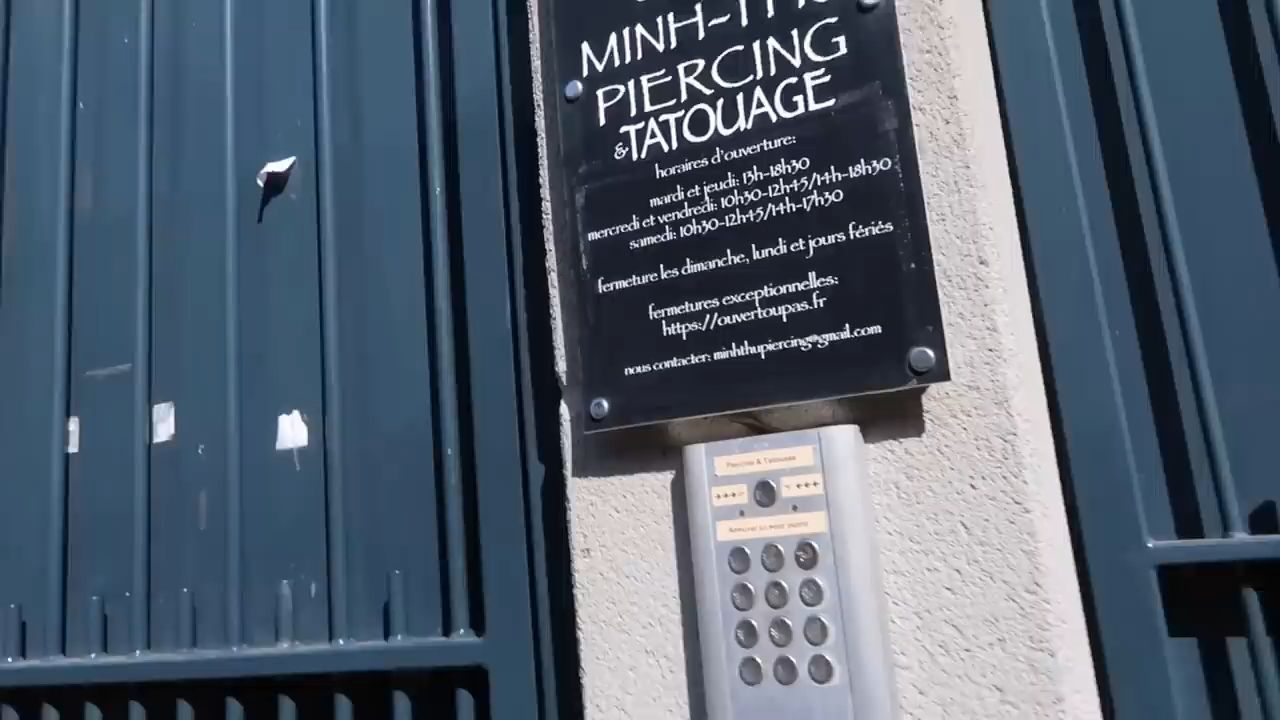 MINH-THU
PIERCING
&TATOUAGE
horaires d'ouverture:
mardi et jeudi: 13h-18h30
mercredi et vendredi: 10h30-12h45/14h-18h30
samedi: 10h30-12h45/14h-17h30
fermeture les dimanche, lundi et jours fériés
fermetures exceptionnelles:
https://ouvertoupas.fr
nous contacter: minhthupiercing@gmail.com
Piercing & Tatouage